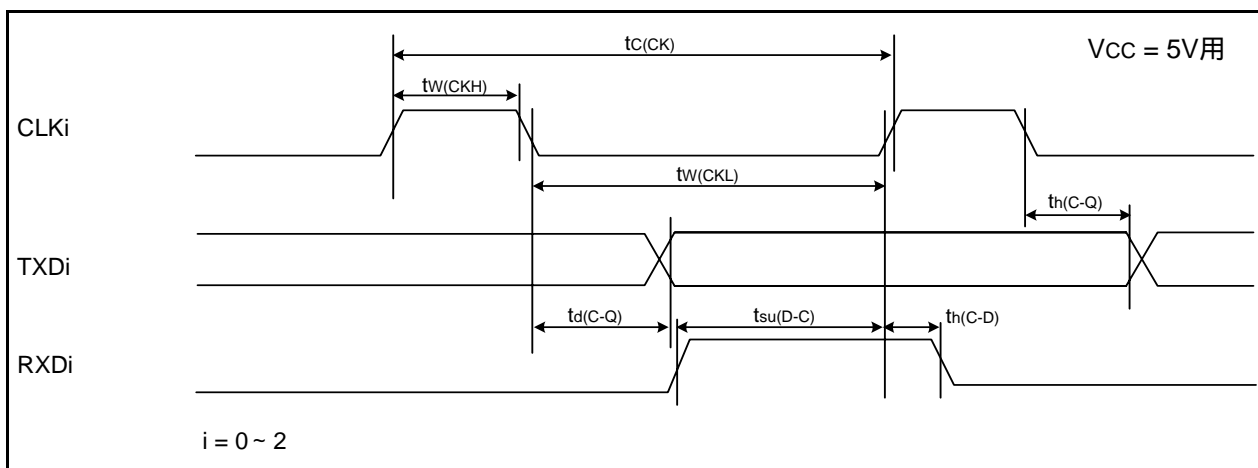 tC(CK)
VCC = 5V用
tW(CKH)
CLKi
tW(CKL)
th(C-Q)
TXDi
td(C-Q)
tsu(D-C)
th(C-D)
RXDi
i = 0 ~ 2